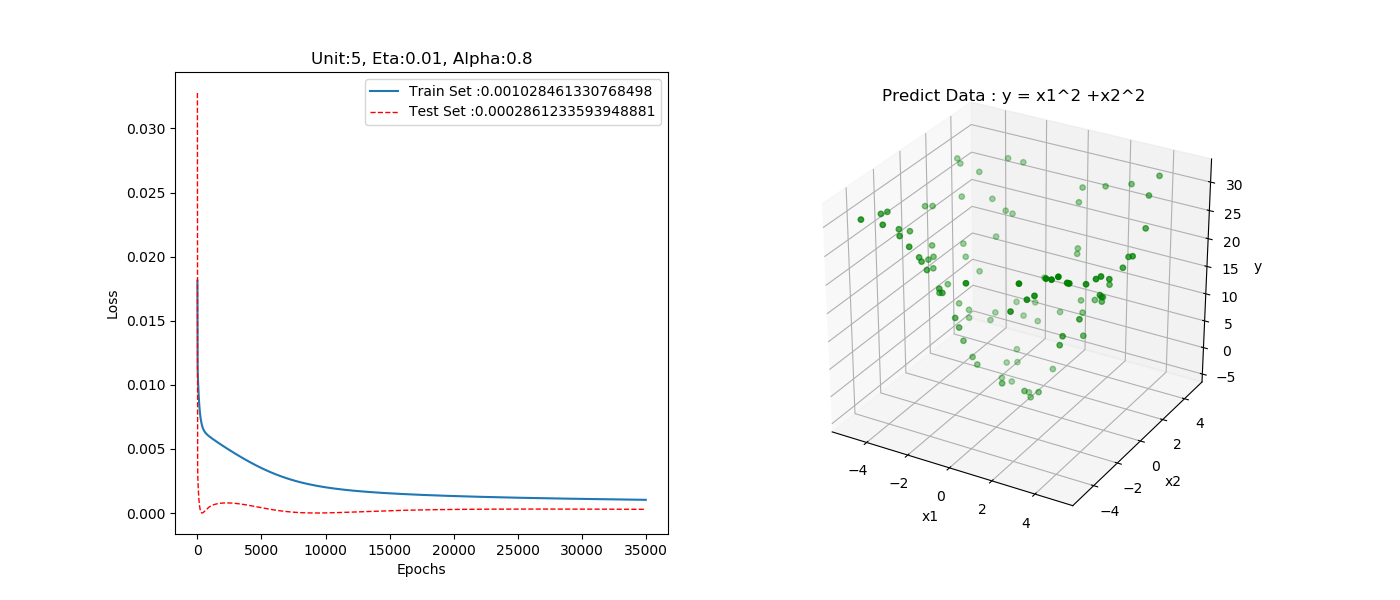 Unit:5, Eta:0.01, Alpha:0.8
Train Set :0.001028461330768498
Test Set :0.0002861233593948881
0.030
0.025
0.020
0.015
0.010
0.005
0.000
Loss
0 5000 10000 15000 20000 25000 30000 35000
Epochs
Predict Data : y = x1^2 +x2^2
30
25
20
15
10
5
0
−5
y
4
2
0
−2
−4
x2
−4 −2 0 2 4
x1